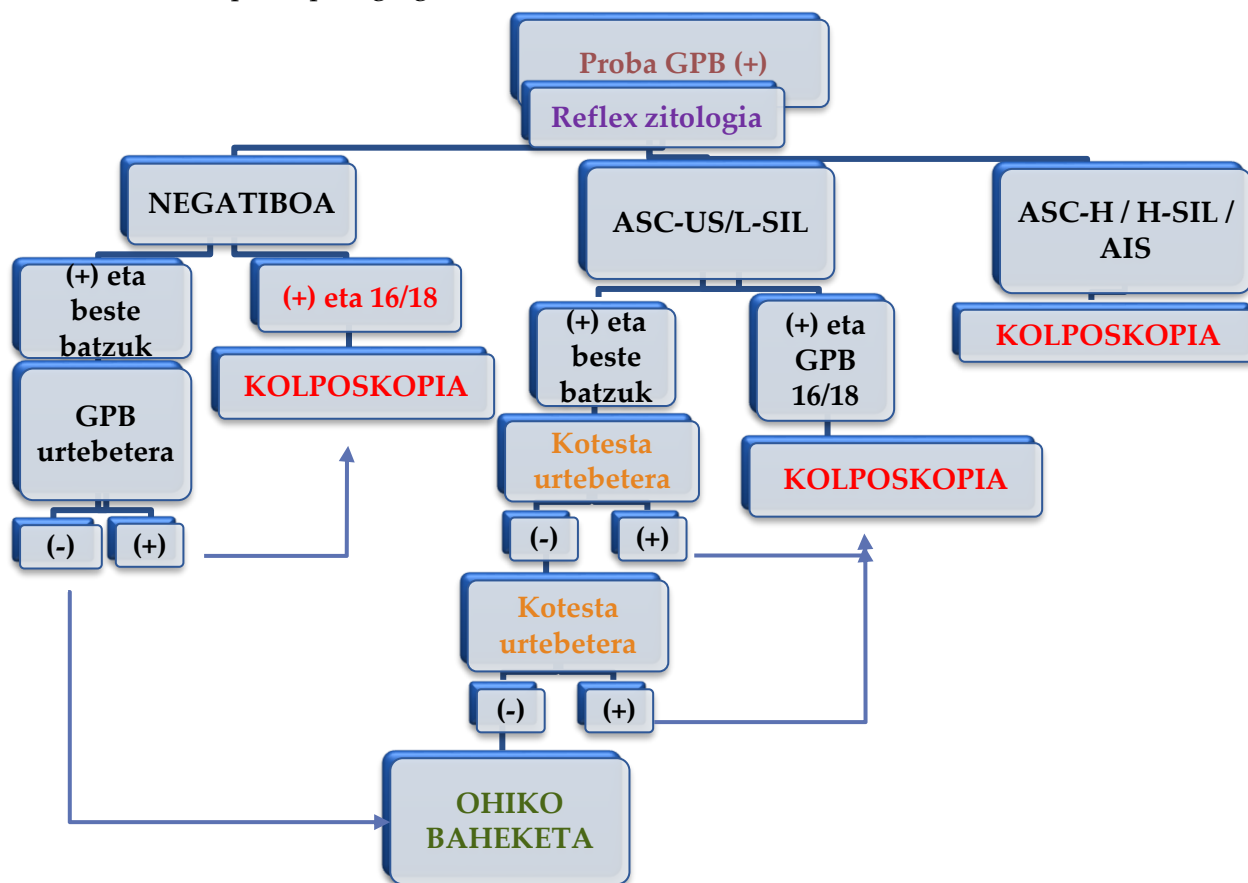 Proba GPB (+)
Reflex zitologia
NEGATIBOA
ASC-US/L-SIL
ASC-H / H-SIL /
AIS
(+) eta
beste
batzuk
(+) eta 16/18
(+) eta
beste
batzuk
(+) eta
GPB
16/18
KOLPOSKOPIA
GPB
urtebetera
KOLPOSKOPIA
Kotesta
urtebetera
KOLPOSKOPIA
(-)
(+)
(-)
(+)
Kotesta
urtebetera
(-)
(+)
OHIKO
BAHEKETA